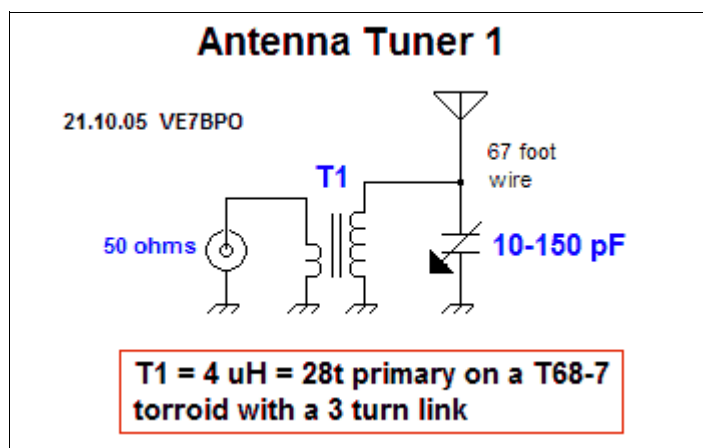 Antenna Tuner 1
21.10.05 VE7BPO
67 foot
wire
T1
50 ohms
10-150 pF
T1 = 4 uH = 28t primary on a T68-7
torroid with a 3 turn link